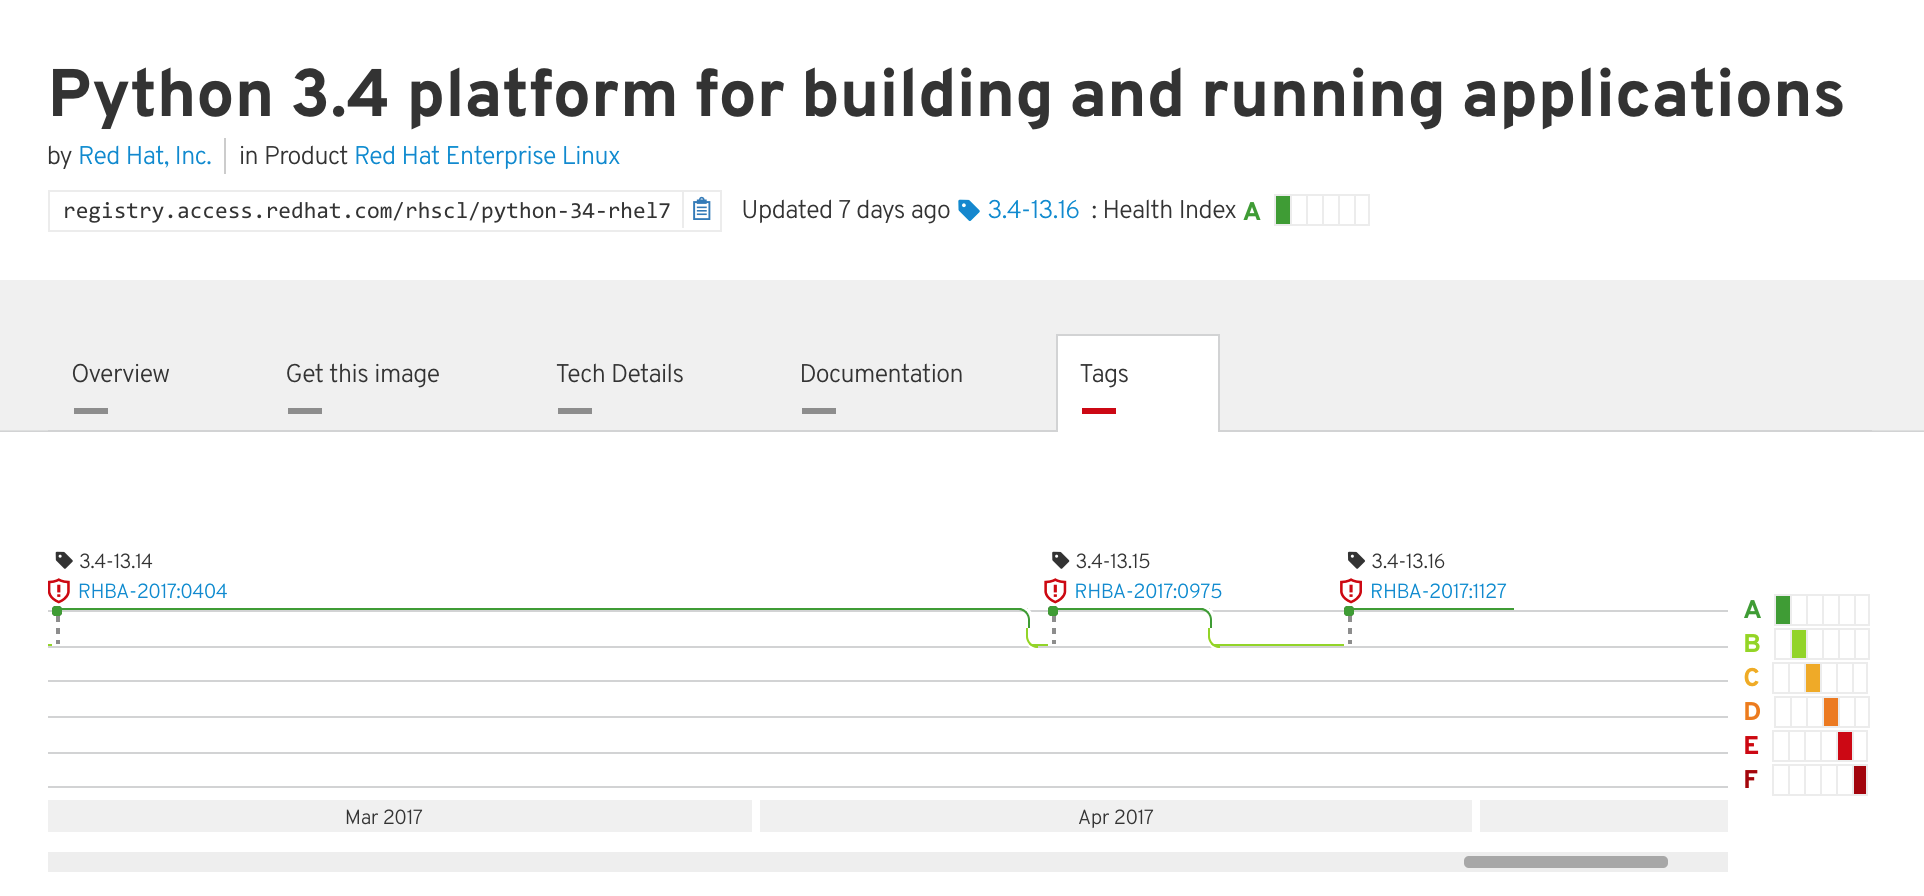 Python 3.4 platform for building and running applications
by Red Hat, Inc. in Product Red Hat Enterprise Linux
registry.access.redhat.com/rhscl/python-34-rhel7 Updated 7 days ago 3.4-13.16 : Health Index A
Overview Get this image Tech Details Documentation Tags
3.4-13.14 3.4-13.15 3.4-13.16
RHBA-2017:0404 RHBA-2017:0975 RHBA-2017:1127
A
B
C
D
E
F
Mar 2017 Apr 2017